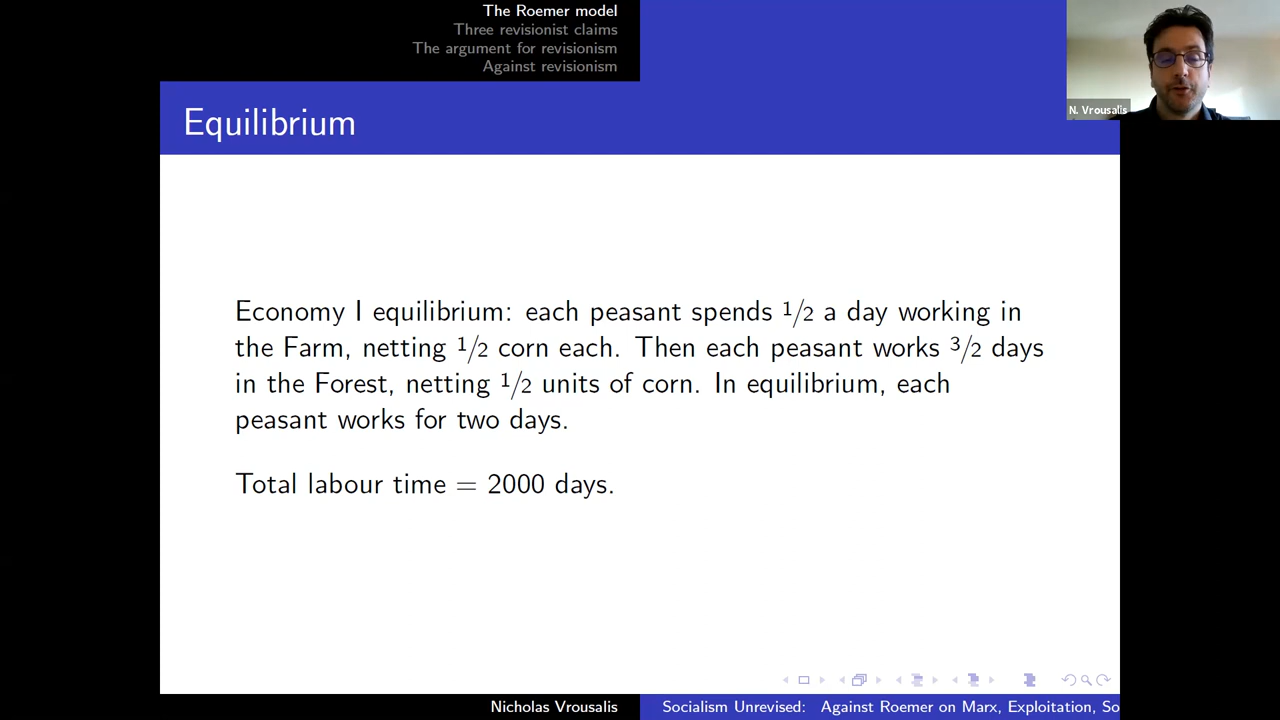 The Roemer model
Three revisionist claims
The argument for revisionism
Against revisionism
N. Vrousalis
Equilibrium
Economy I equilibrium: each peasant spends 1/2 a day working in
the Farm, netting 1/2 corn each. Then each peasant works 3/2 days
in the Forest, netting 1/2 units of corn. In equilibrium, each
peasant works for two days.
Total labour time = 2000 days.
Nicholas Vrousalis
Socialism Unrevised: Against Roemer on Marx, Exploitation, So